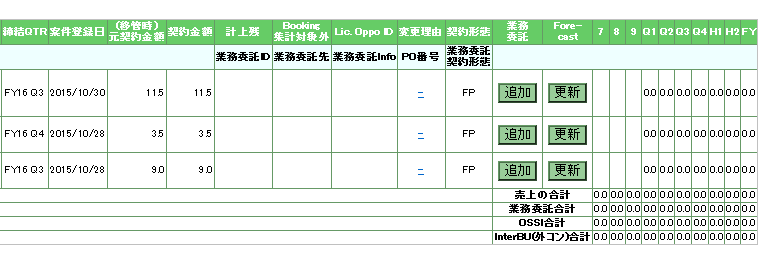 締結QTR 案件登録日 (移管時)元契約金額 契約金額 計上残 Booking集計対象外 Lic. Oppo ID 変更理由 契約形態 業務委託 Fore-cast 7 8 9 Q1 Q2 Q3 Q4 H1 H2 FY
業務委託ID 業務委託先 業務委託Info PO番号 業務委託契約形態
FY16 Q3 2015/10/30 11.5 11.5 – FP 追加 更新 0.0 0.0 0.0 0.0 0.0 0.0 0.0
FY16 Q4 2015/10/28 3.5 3.5 – FP 追加 更新 0.0 0.0 0.0 0.0 0.0 0.0 0.0
FY16 Q3 2015/10/28 9.0 9.0 – FP 追加 更新 0.0 0.0 0.0 0.0 0.0 0.0 0.0
売上の合計 0.0 0.0 0.0 0.0 0.0 0.0 0.0 0.0 0.0 0.0
業務委託合計 0.0 0.0 0.0 0.0 0.0 0.0 0.0 0.0 0.0 0.0
OSSI合計 0.0 0.0 0.0 0.0 0.0 0.0 0.0 0.0 0.0 0.0
InterBU(外コン)合計 0.0 0.0 0.0 0.0 0.0 0.0 0.0 0.0 0.0 0.0